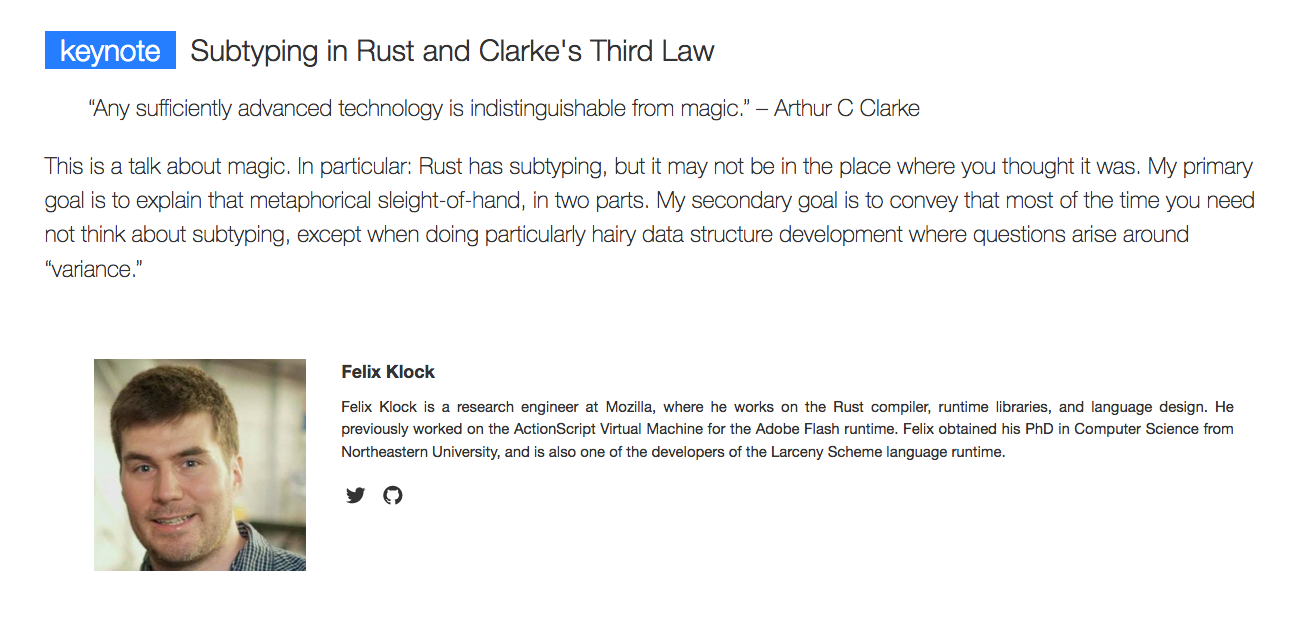 keynote Subtyping in Rust and Clarke's Third Law
“Any sufficiently advanced technology is indistinguishable from magic.” – Arthur C Clarke
This is a talk about magic. In particular: Rust has subtyping, but it may not be in the place where you thought it was. My primary
goal is to explain that metaphorical sleight-of-hand, in two parts. My secondary goal is to convey that most of the time you need
not think about subtyping, except when doing particularly hairy data structure development where questions arise around
“variance.”
Felix Klock
Felix Klock is a research engineer at Mozilla, where he works on the Rust compiler, runtime libraries, and language design. He
previously worked on the ActionScript Virtual Machine for the Adobe Flash runtime. Felix obtained his PhD in Computer Science from
Northeastern University, and is also one of the developers of the Larceny Scheme language runtime.